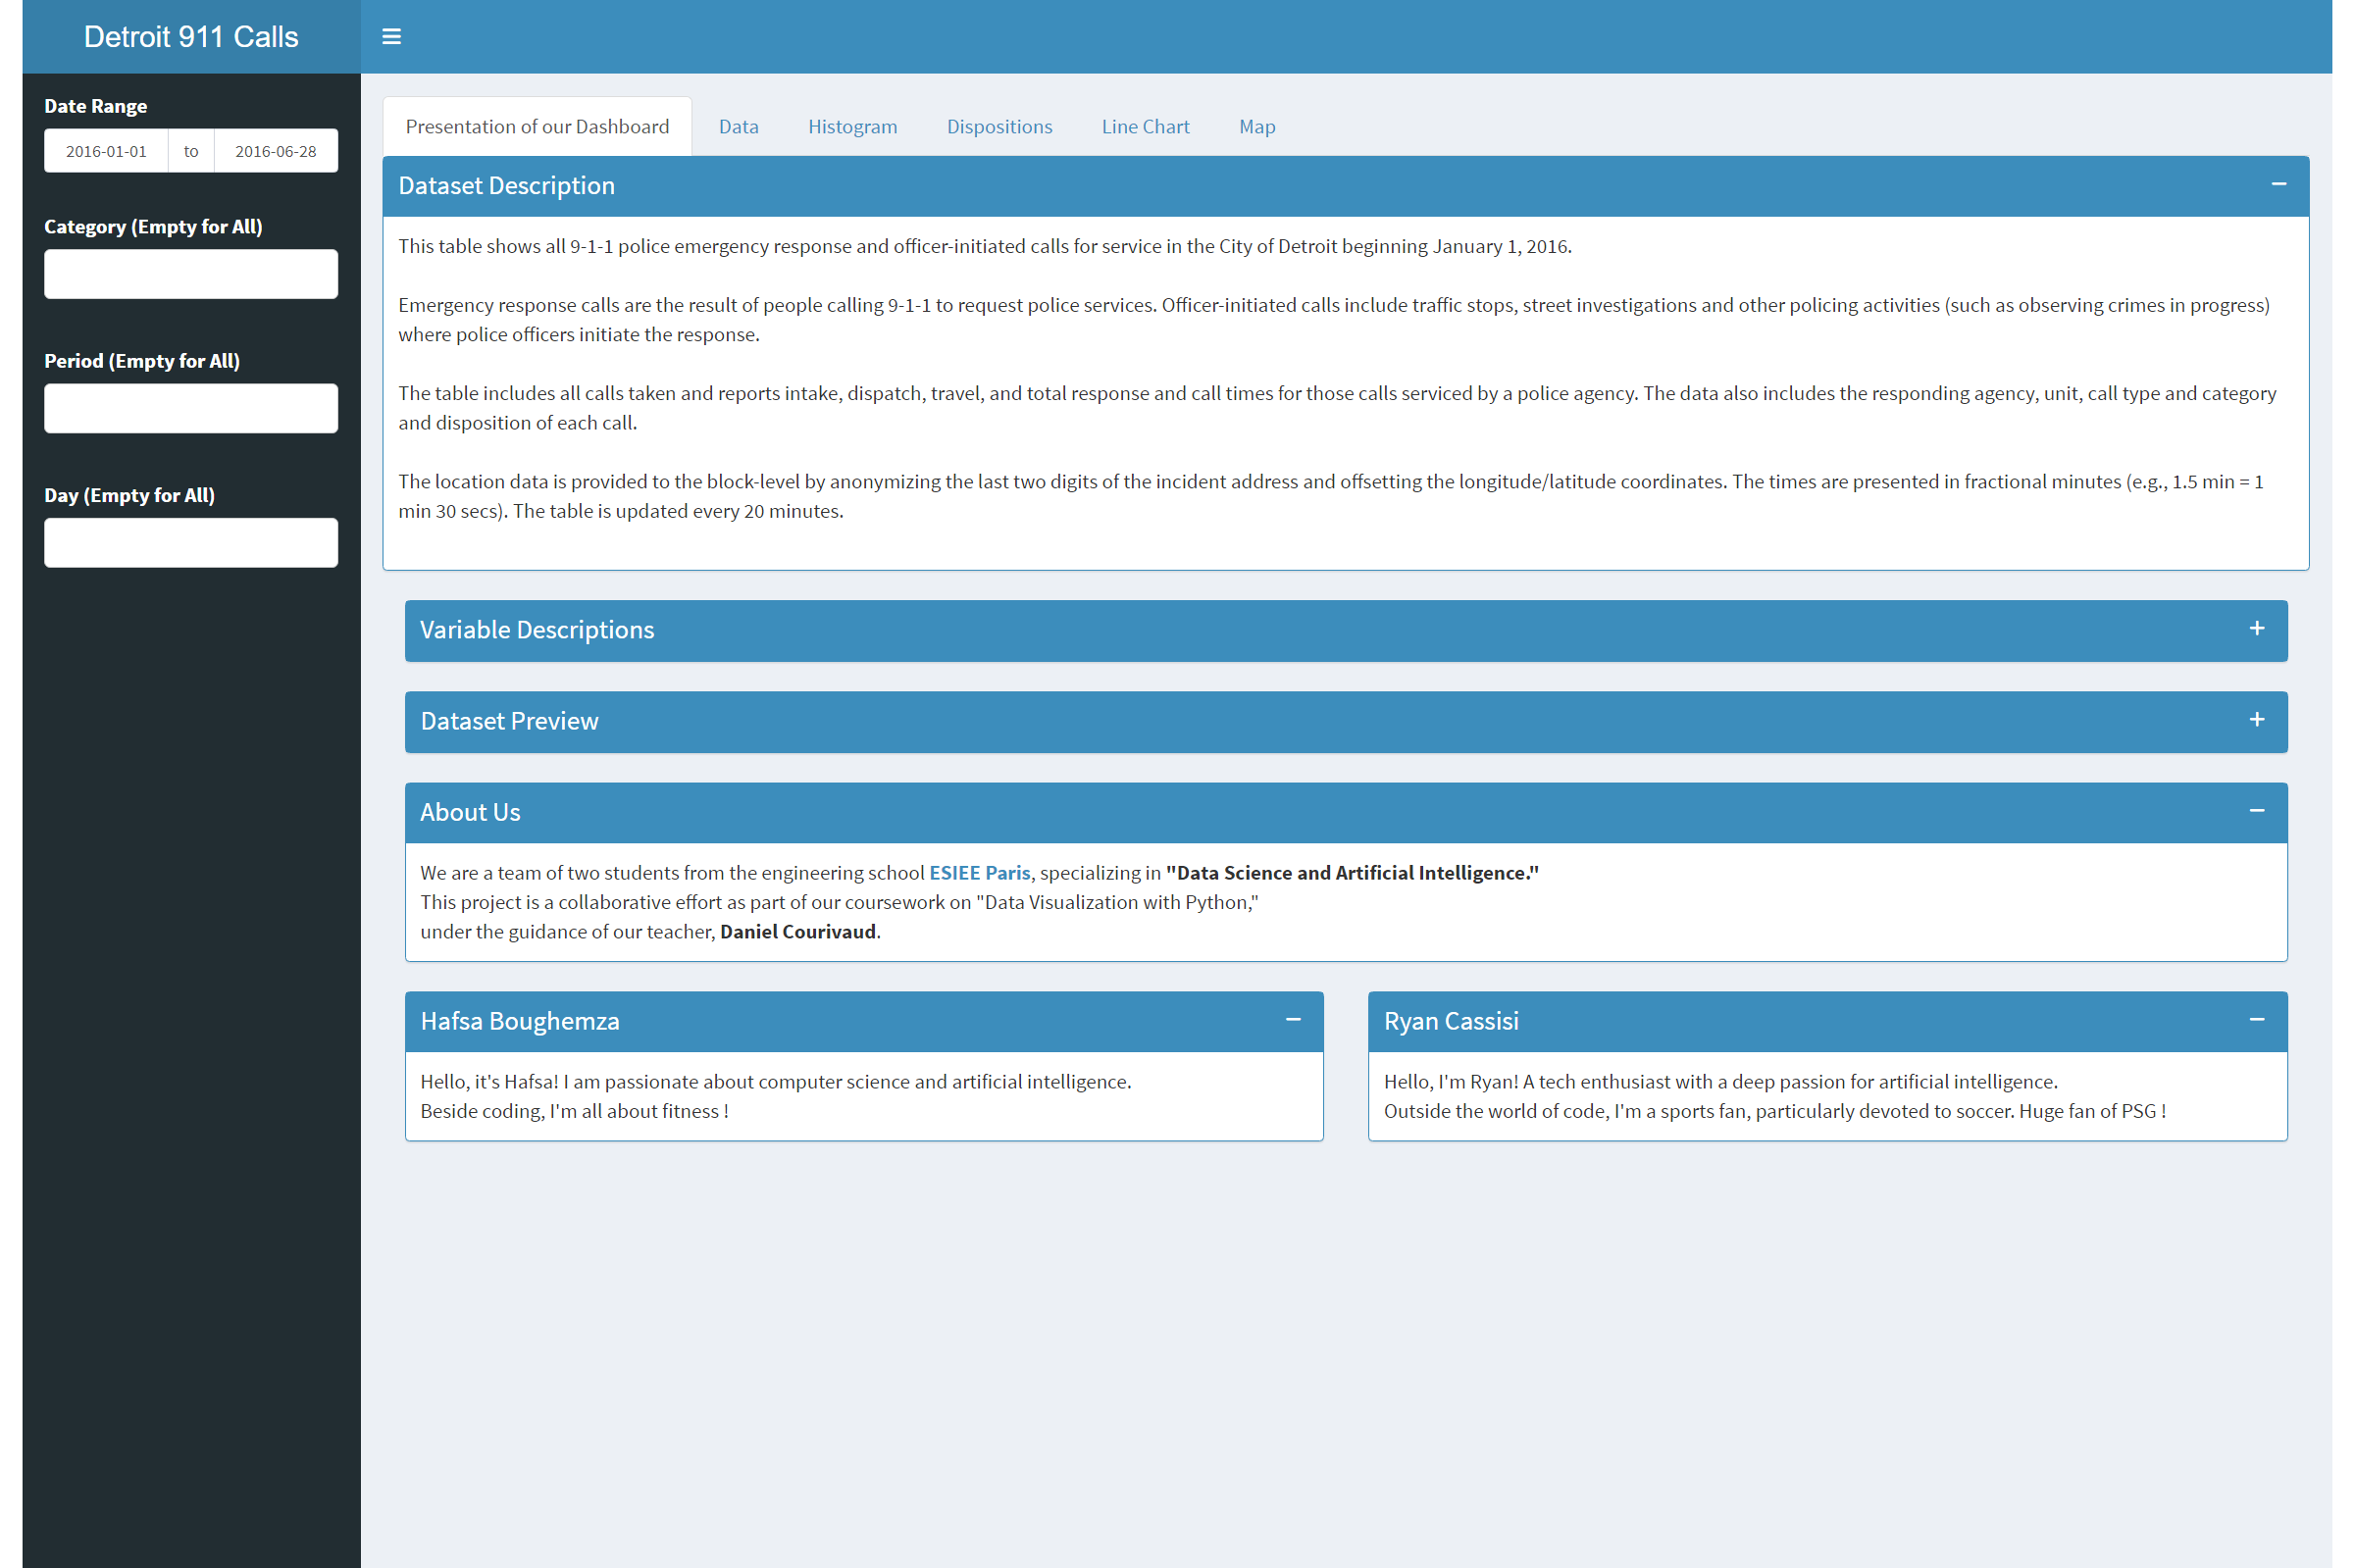 Detroit 911 Calls
Date Range
2016-01-01 to 2016-06-28
Category (Empty for All)
Period (Empty for All)
Day (Empty for All)
Presentation of our Dashboard Data Histogram Dispositions Line Chart Map
Dataset Description
This table shows all 9-1-1 police emergency response and officer-initiated calls for service in the City of Detroit beginning January 1, 2016.
Emergency response calls are the result of people calling 9-1-1 to request police services. Officer-initiated calls include traffic stops, street investigations and other policing activities (such as observing crimes in progress)
where police officers initiate the response.
The table includes all calls taken and reports intake, dispatch, travel, and total response and call times for those calls serviced by a police agency. The data also includes the responding agency, unit, call type and category
and disposition of each call.
The location data is provided to the block-level by anonymizing the last two digits of the incident address and offsetting the longitude/latitude coordinates. The times are presented in fractional minutes (e.g., 1.5 min = 1
min 30 secs). The table is updated every 20 minutes.
Variable Descriptions
Dataset Preview
About Us
We are a team of two students from the engineering school ESIEE Paris, specializing in "Data Science and Artificial Intelligence."
This project is a collaborative effort as part of our coursework on "Data Visualization with Python,"
under the guidance of our teacher, Daniel Courivaud.
Hafsa Boughemza
Hello, it's Hafsa! I am passionate about computer science and artificial intelligence.
Beside coding, I'm all about fitness !
Ryan Cassisi
Hello, I'm Ryan! A tech enthusiast with a deep passion for artificial intelligence.
Outside the world of code, I'm a sports fan, particularly devoted to soccer. Huge fan of PSG !